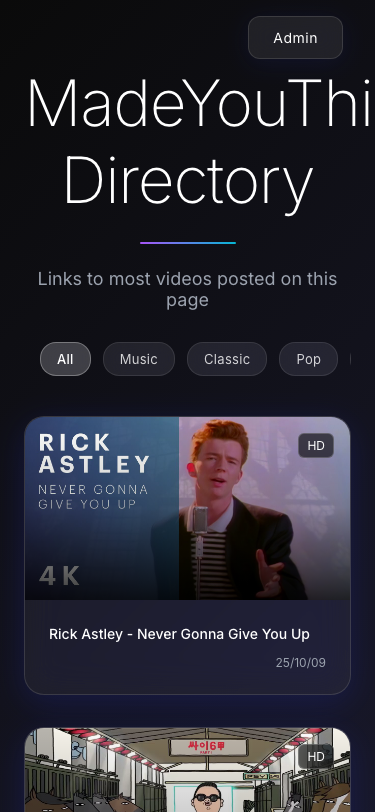 Admin
MadeYouThi
Directory
Links to most videos posted on this
page
All
Music
Classic
Pop
RICK
ASTLEY
NEVER GONNA
GIVE YOU UP
4K
HD
Rick Astley - Never Gonna Give You Up
25/10/09
싸이6甲
HD